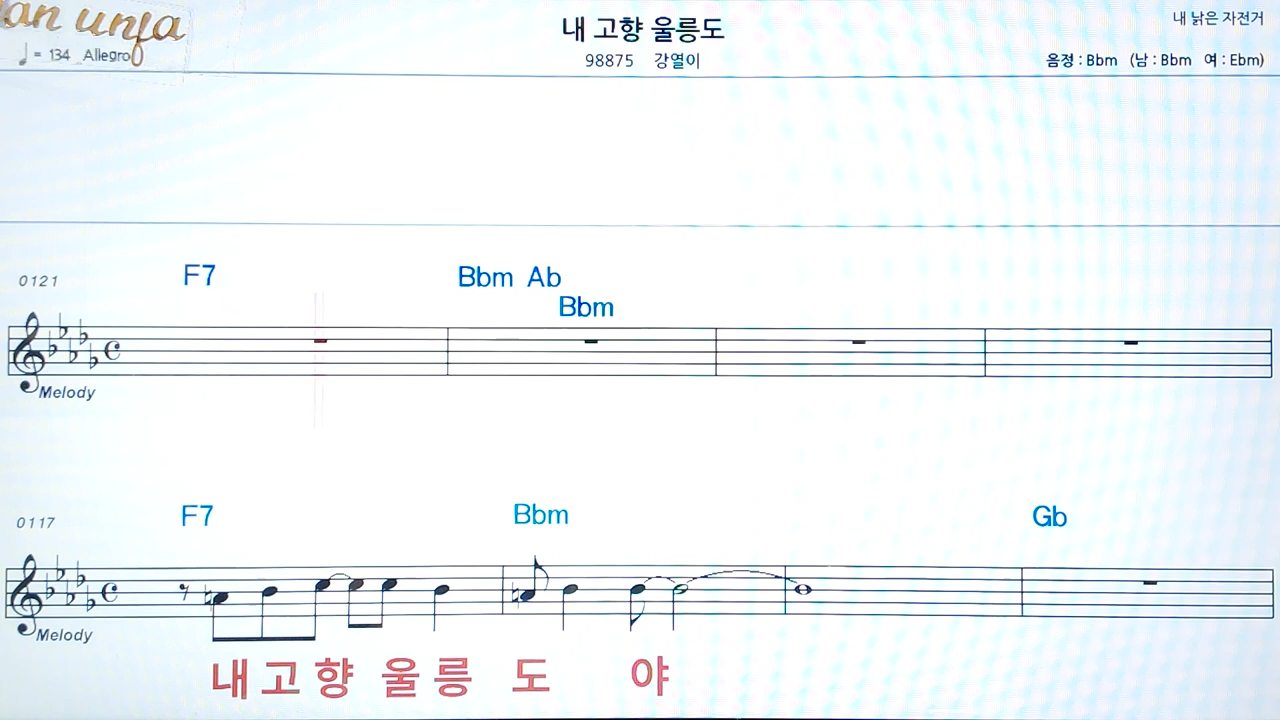 an unfa
내 고향 울릉도
내 낡은 자전거
♩ = 134 Allegro
98875 강열이
음정 : Bbm (남 : Bbm 여 : Ebm)
0121
F7 Bbm Ab
Bbm
Melody
0117
F7 Bbm Gb
Melody
내 고 향 울 릉 도 야